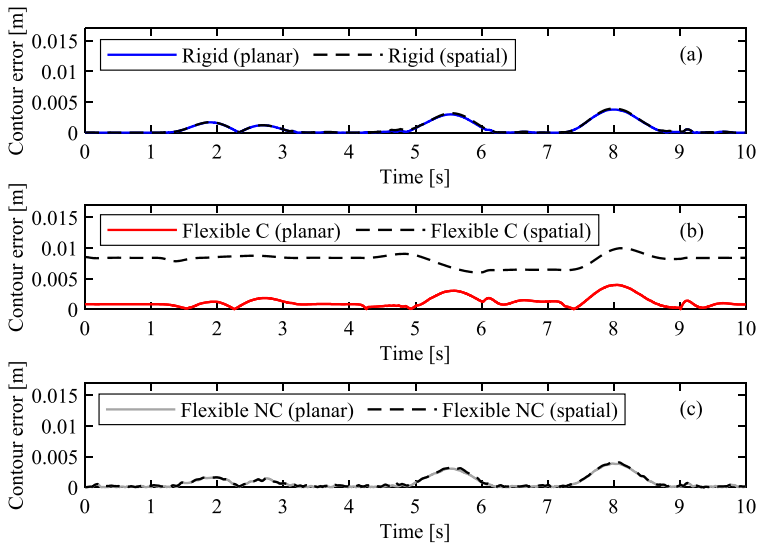 Contour error [m]
0.015
0.01
0.005
0
Rigid (planar) Rigid (spatial)
(a)
0 1 2 3 4 5 6 7 8 9 10
Time [s]
Contour error [m]
0.015
0.01
0.005
0
Flexible C (planar) Flexible C (spatial)
(b)
0 1 2 3 4 5 6 7 8 9 10
Time [s]
Contour error [m]
0.015
0.01
0.005
0
Flexible NC (planar) Flexible NC (spatial)
(c)
0 1 2 3 4 5 6 7 8 9 10
Time [s]